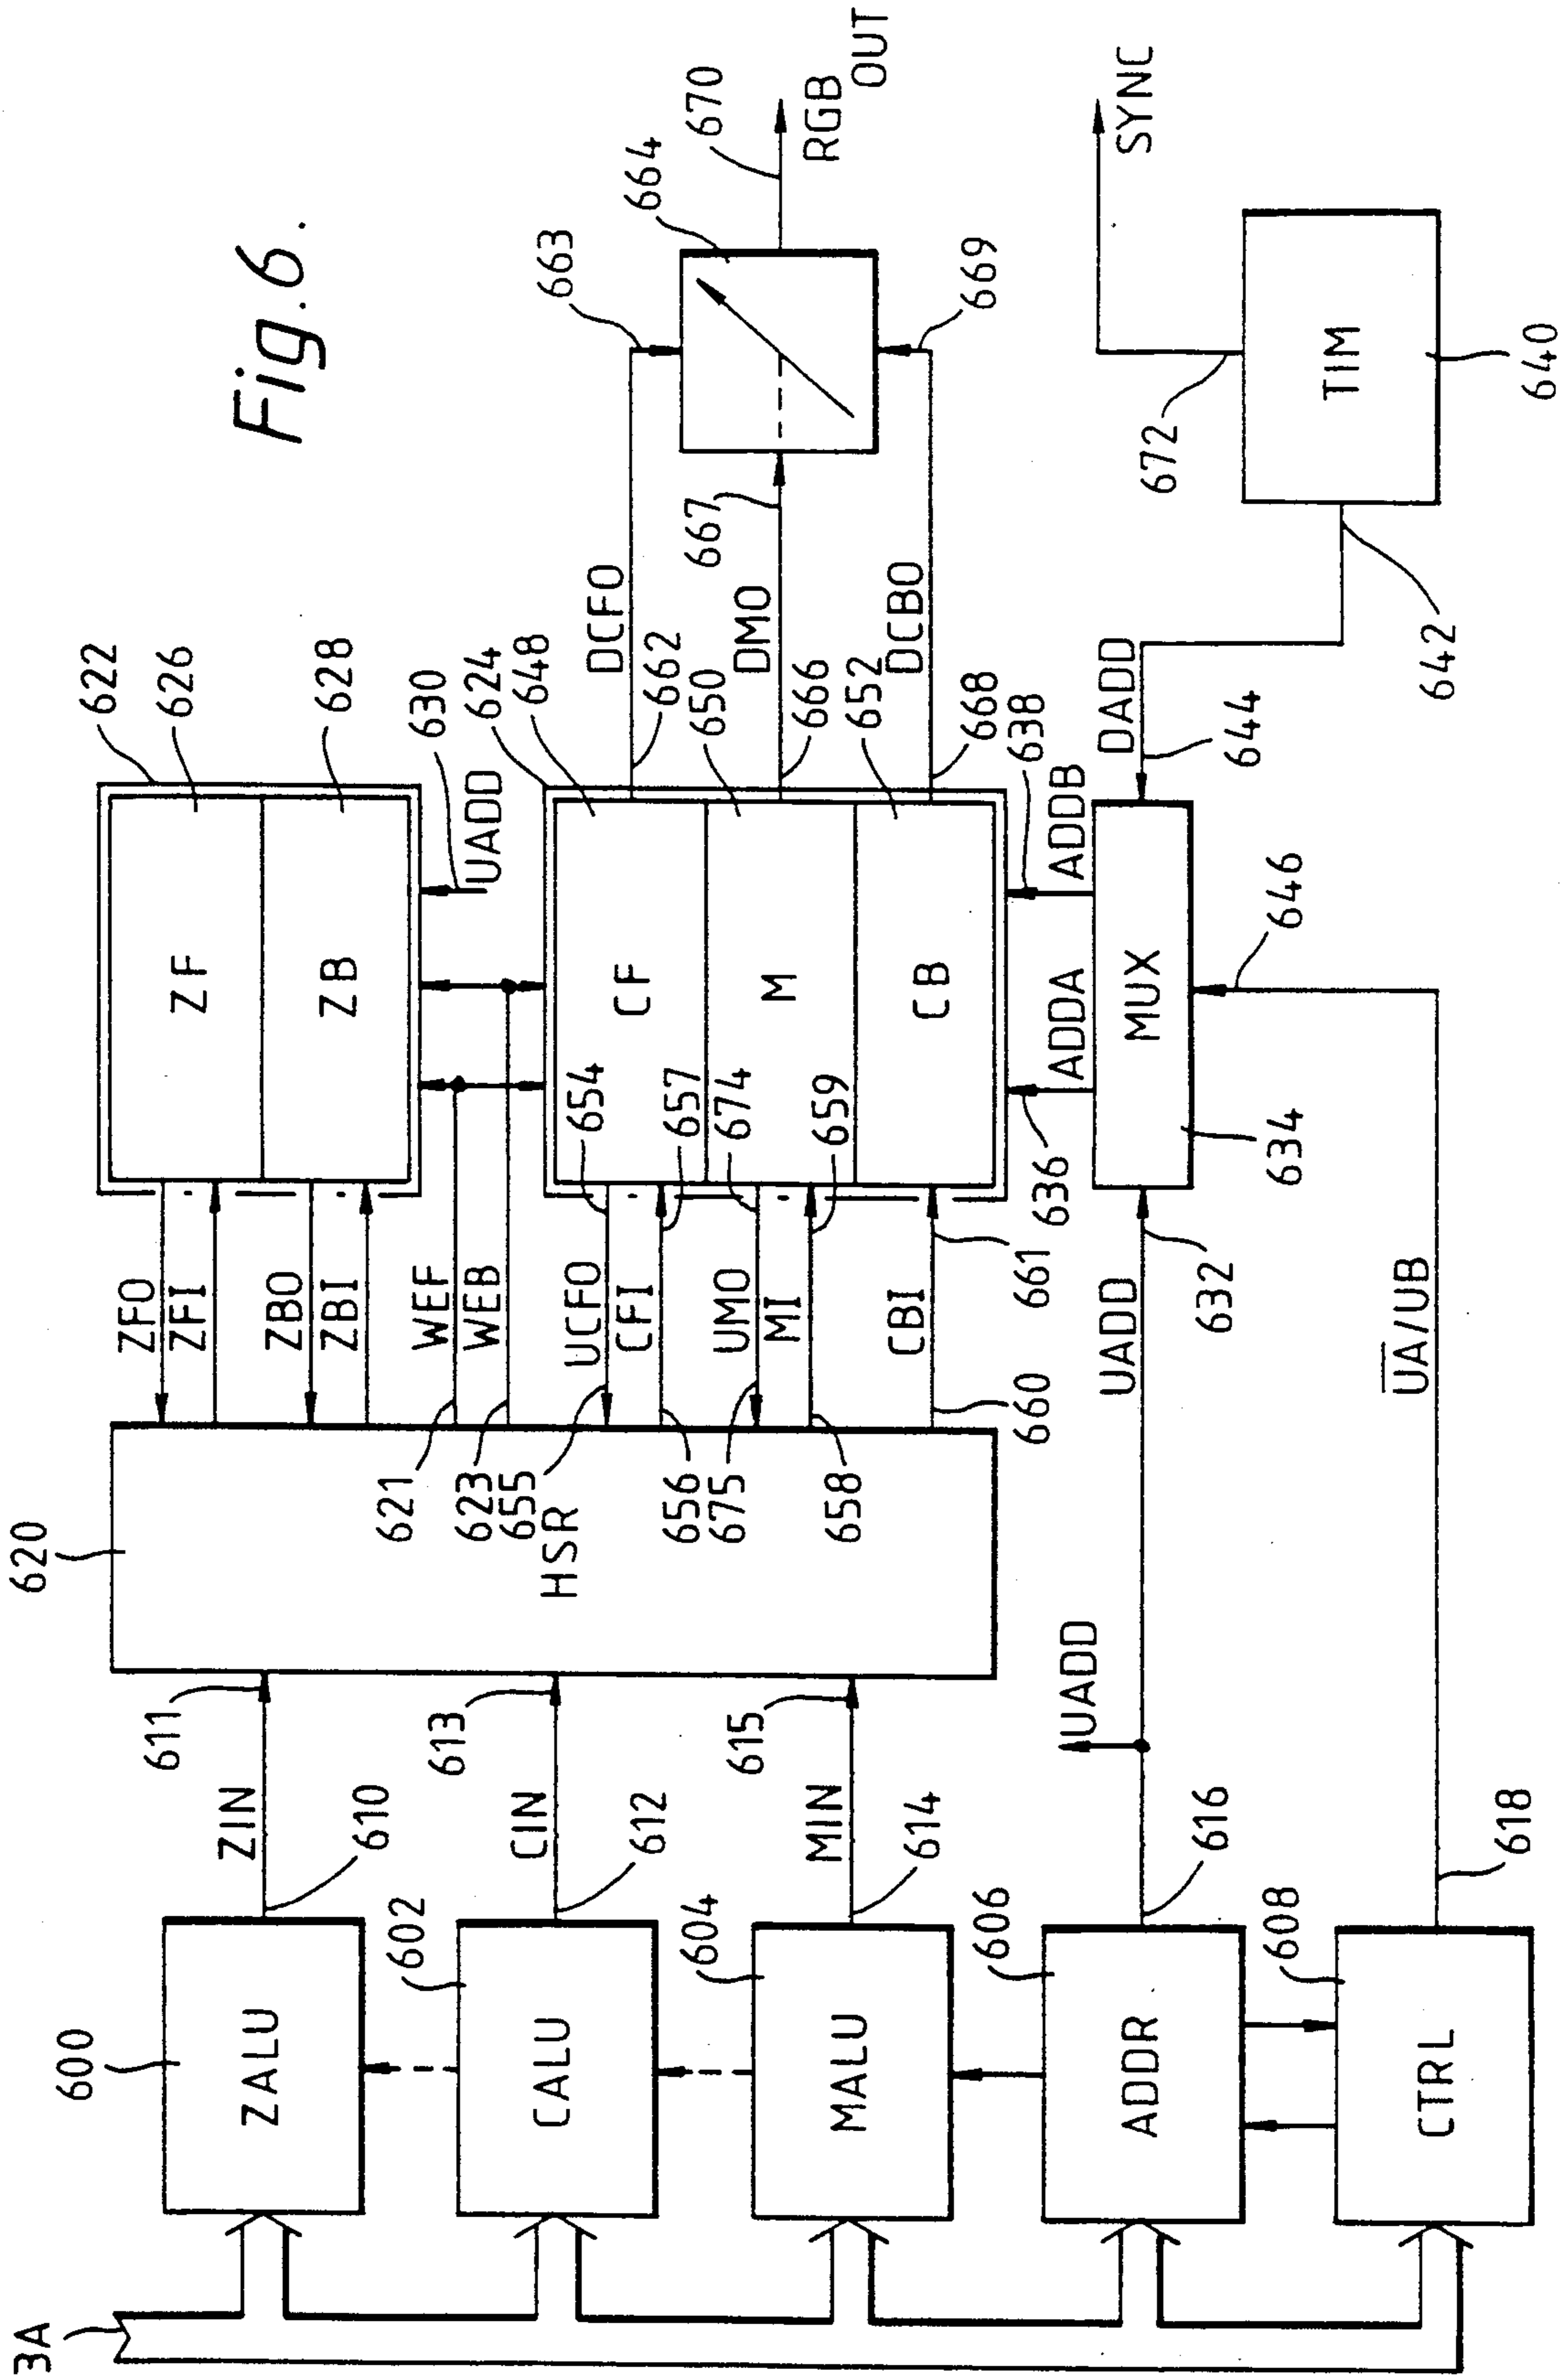 Fig. 6.
3A
600
ZALU
602
CALU
604
MALU
606
ADDR
608
CTRL
ZIN
610
611
CIN
612
613
MIN
614
615
616
UADD
618
620
HSR
ZFO
ZFI
ZBO
ZBI
WEF
WEB
621
623
UCFO
CFI
655
656
UMO
MI
675
658
CBI
660
661
654
657
674
659
622
626
628
ZF
ZB
630
UADD
624
648
650
652
CF
M
CB
DCFO
662
663
DMO
666
667
DCBO
668
669
664
670
RGB
OUT
ADDA
636
ADDB
638
UADD
632
MUX
634
U̅A̅/UB
646
DADD
644
642
TIM
640
672
SYNC